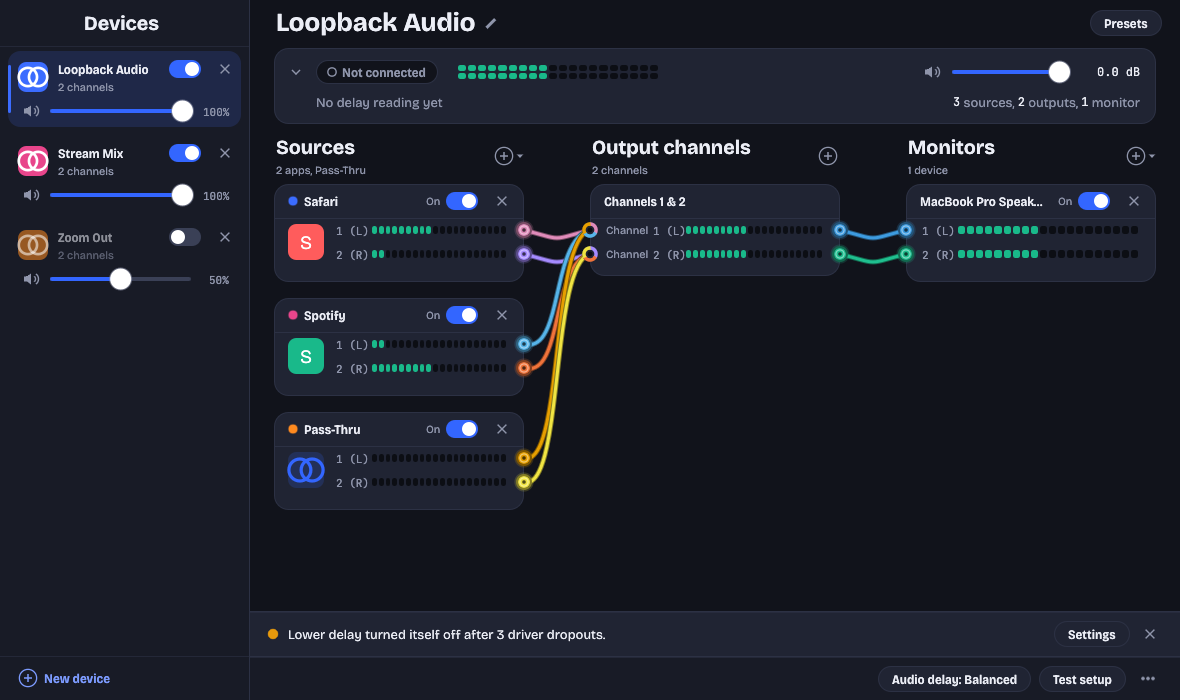 Devices
Loopback Audio
2 channels
100%
Stream Mix
2 channels
100%
Zoom Out
2 channels
50%
New device
Loopback Audio
Presets
Not connected
0.0 dB
No delay reading yet
3 sources, 2 outputs, 1 monitor
Sources
2 apps, Pass-Thru
Safari
On
S
1 (L)
2 (R)
Spotify
On
S
1 (L)
2 (R)
Pass-Thru
On
1 (L)
2 (R)
Output channels
2 channels
Channels 1 & 2
Channel 1 (L)
Channel 2 (R)
Monitors
1 device
MacBook Pro Speak...
On
1 (L)
2 (R)
Lower delay turned itself off after 3 driver dropouts.
Settings
Audio delay: Balanced
Test setup